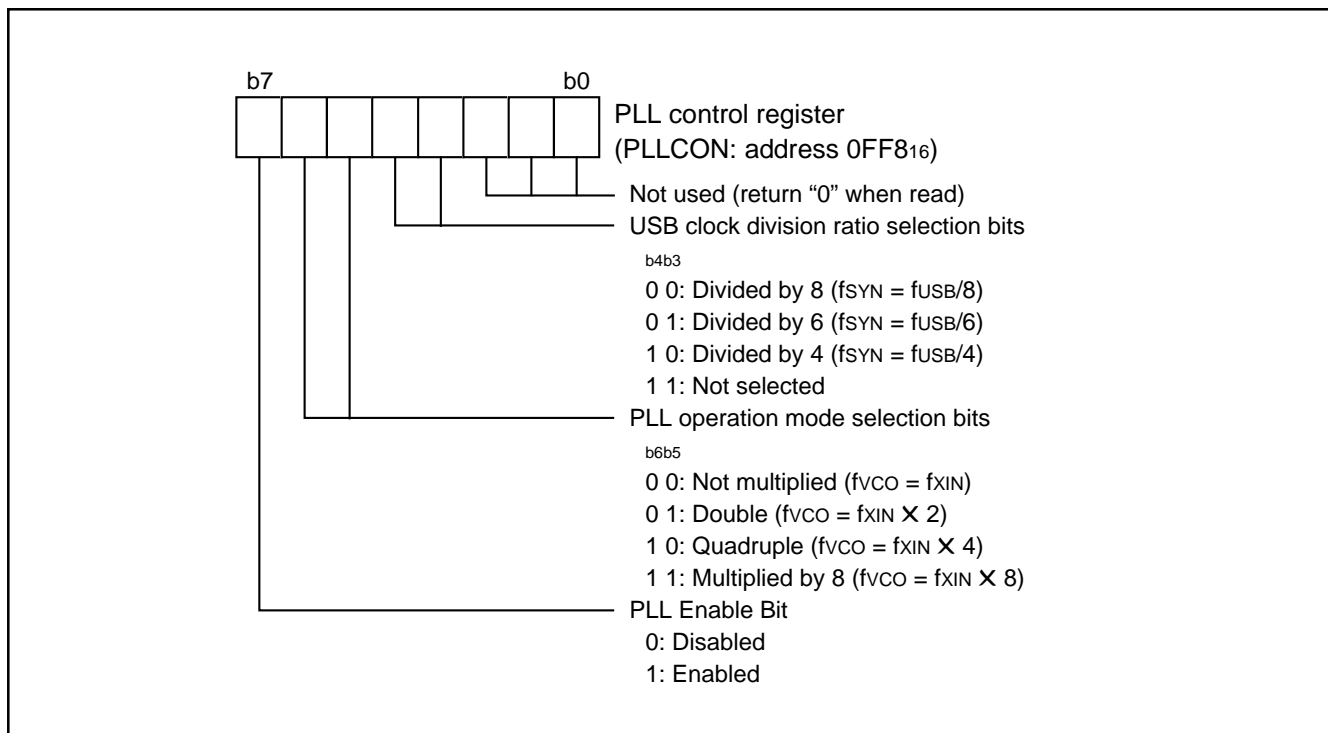 b7 b0
PLL control register
(PLLCON: address 0FF816)
Not used (return “0” when read)
USB clock division ratio selection bits
b4b3
0 0: Divided by 8 (fSYN = fUSB/8)
0 1: Divided by 6 (fSYN = fUSB/6)
1 0: Divided by 4 (fSYN = fUSB/4)
1 1: Not selected
PLL operation mode selection bits
b6b5
0 0: Not multiplied (fVCO = fXIN)
0 1: Double (fVCO = fXIN ✕ 2)
1 0: Quadruple (fVCO = fXIN ✕ 4)
1 1: Multiplied by 8 (fVCO = fXIN ✕ 8)
PLL Enable Bit
0: Disabled
1: Enabled